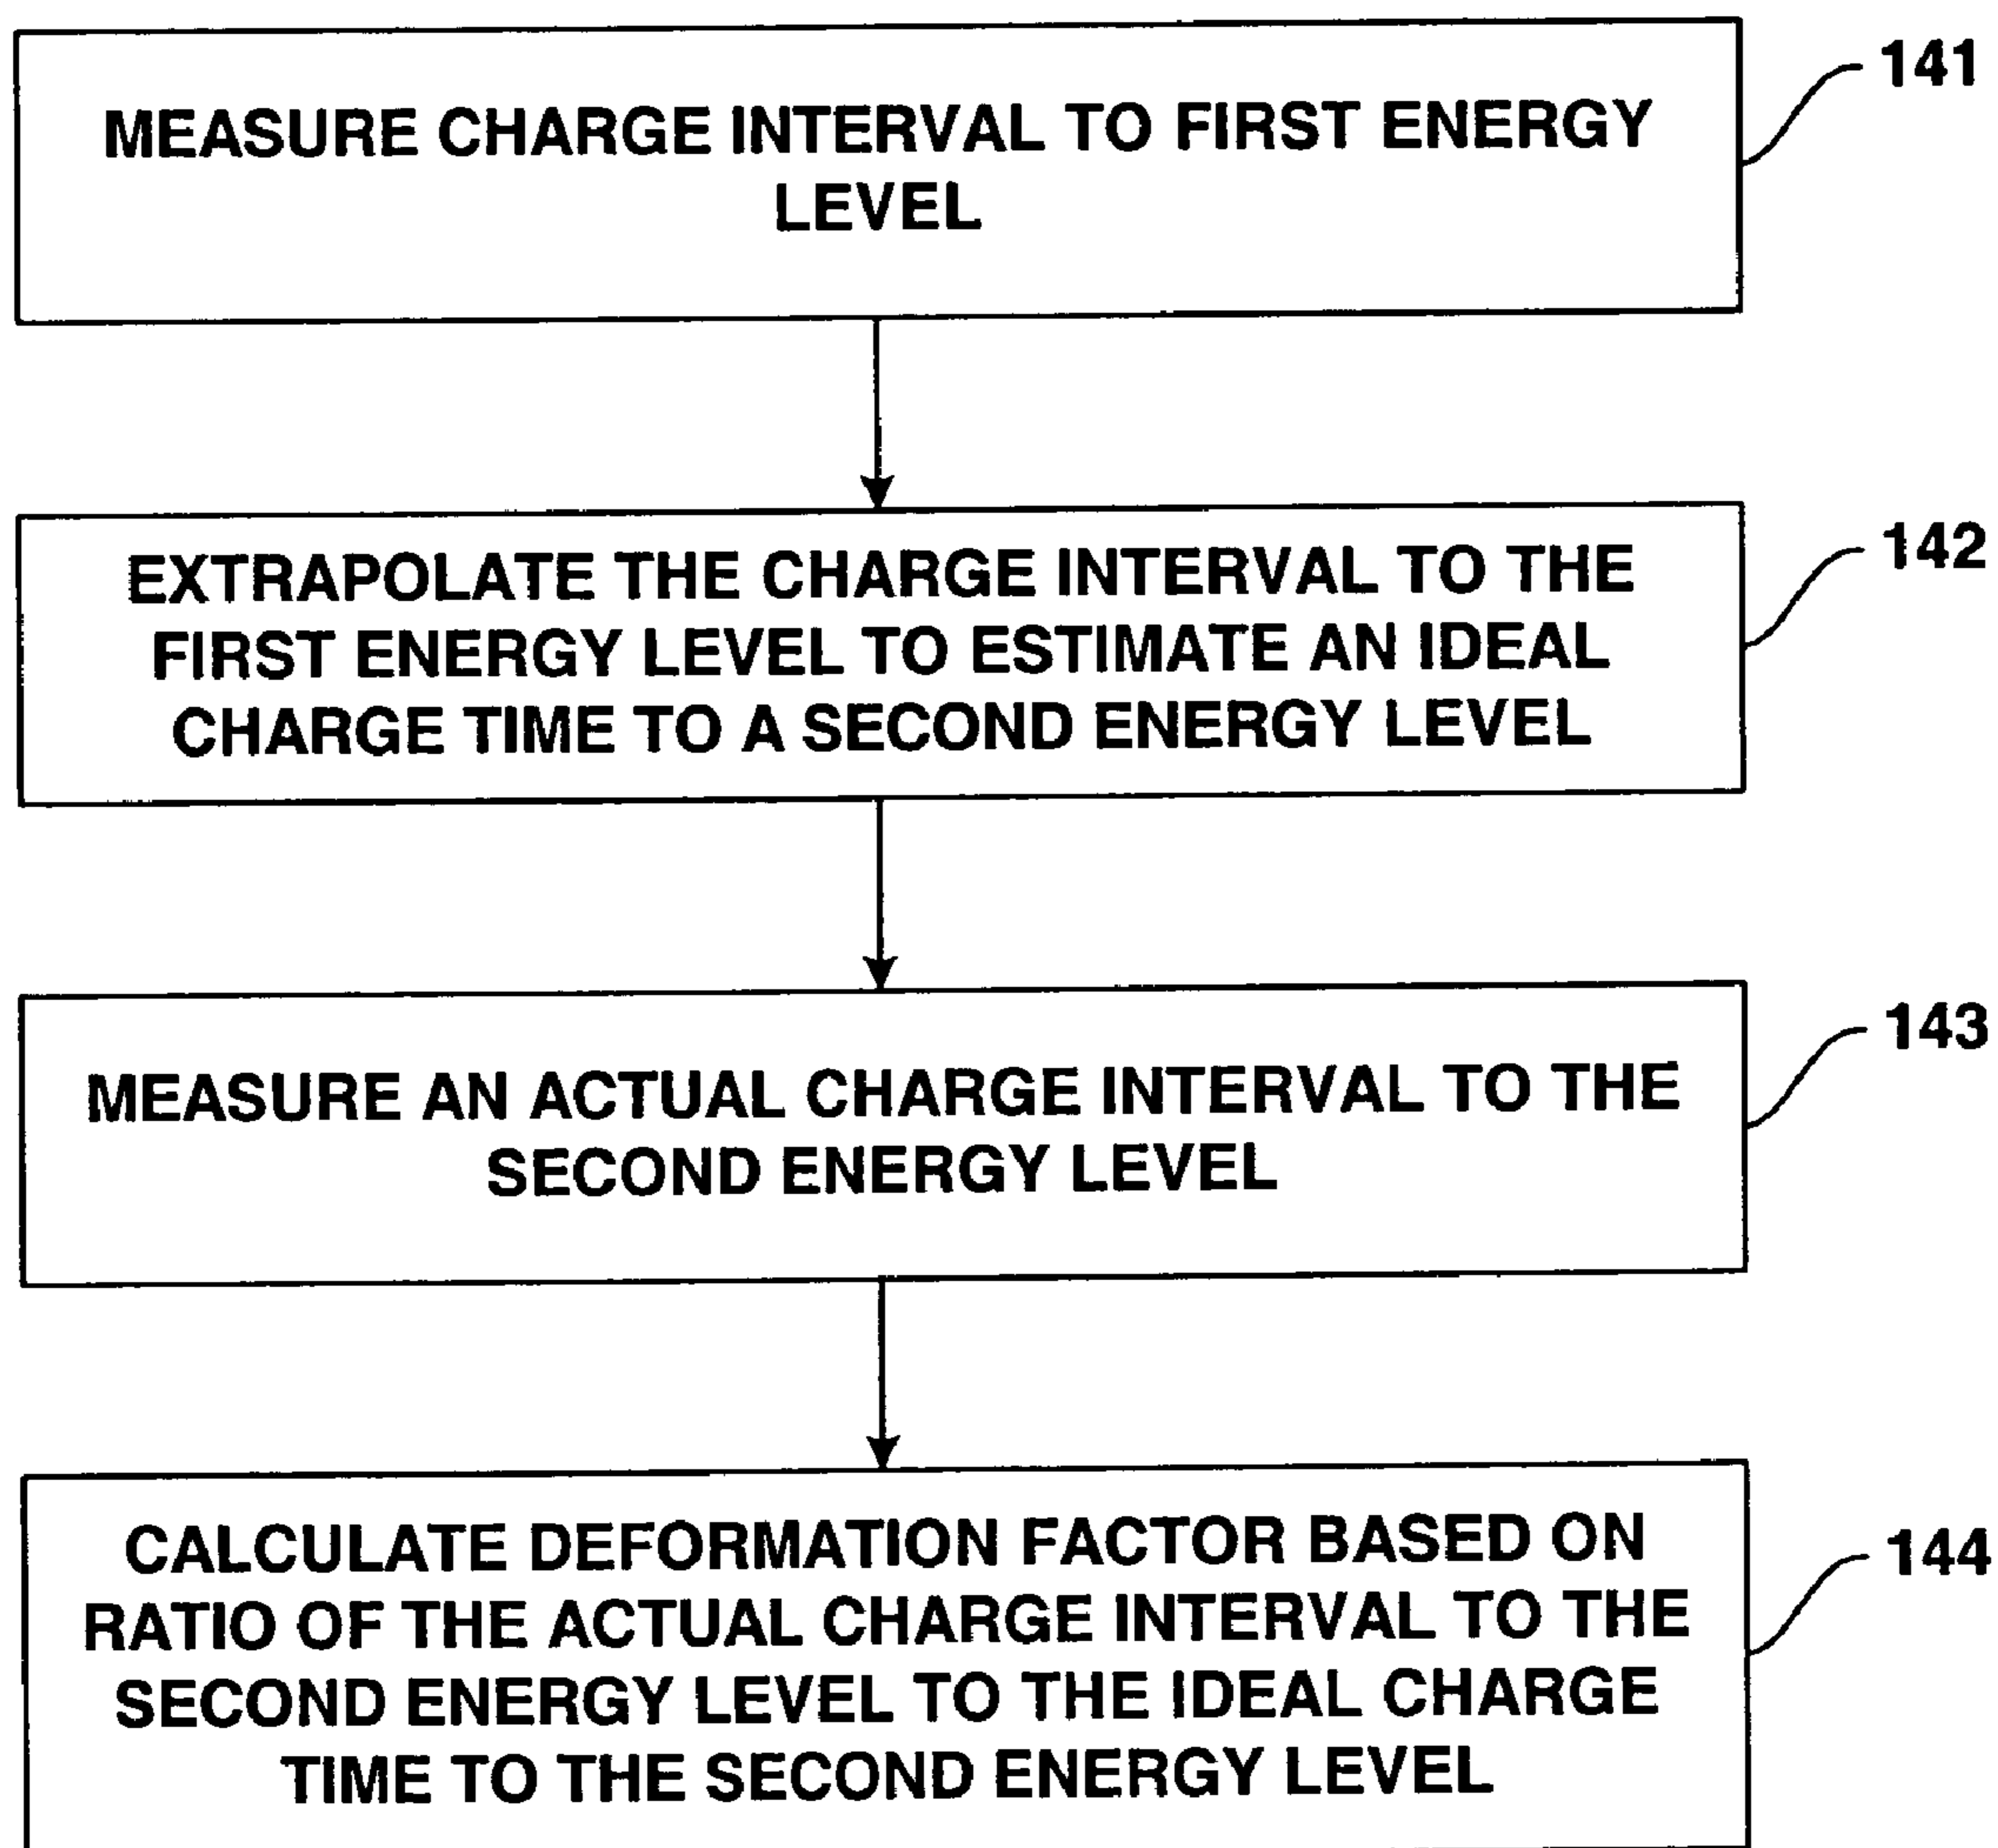 MEASURE CHARGE INTERVAL TO FIRST ENERGY
LEVEL
141
EXTRAPOLATE THE CHARGE INTERVAL TO THE
FIRST ENERGY LEVEL TO ESTIMATE AN IDEAL
CHARGE TIME TO A SECOND ENERGY LEVEL
142
MEASURE AN ACTUAL CHARGE INTERVAL TO THE
SECOND ENERGY LEVEL
143
CALCULATE DEFORMATION FACTOR BASED ON
RATIO OF THE ACTUAL CHARGE INTERVAL TO THE
SECOND ENERGY LEVEL TO THE IDEAL CHARGE
TIME TO THE SECOND ENERGY LEVEL
144